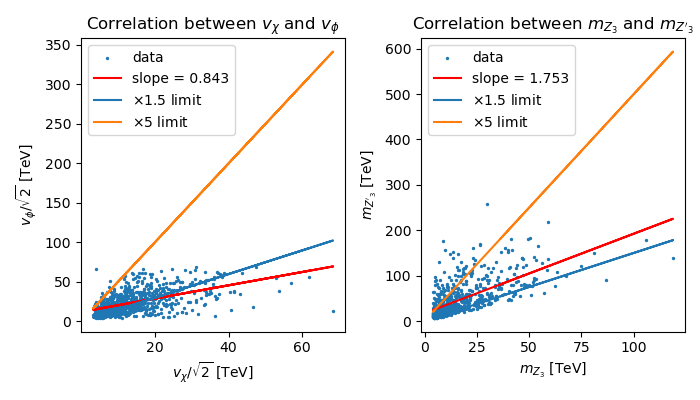 Correlation between v_χ and v_ϕ
350
300
250
200
150
100
50
0
v_ϕ/√2 [TeV]
data
slope = 0.843
×1.5 limit
×5 limit
20 40 60
v_χ/√2 [TeV]
Correlation between m_{Z_3} and m_{Z'_3}
600
500
400
300
200
100
0
m_{Z'_3} [TeV]
data
slope = 1.753
×1.5 limit
×5 limit
0 25 50 75 100
m_{Z_3} [TeV]